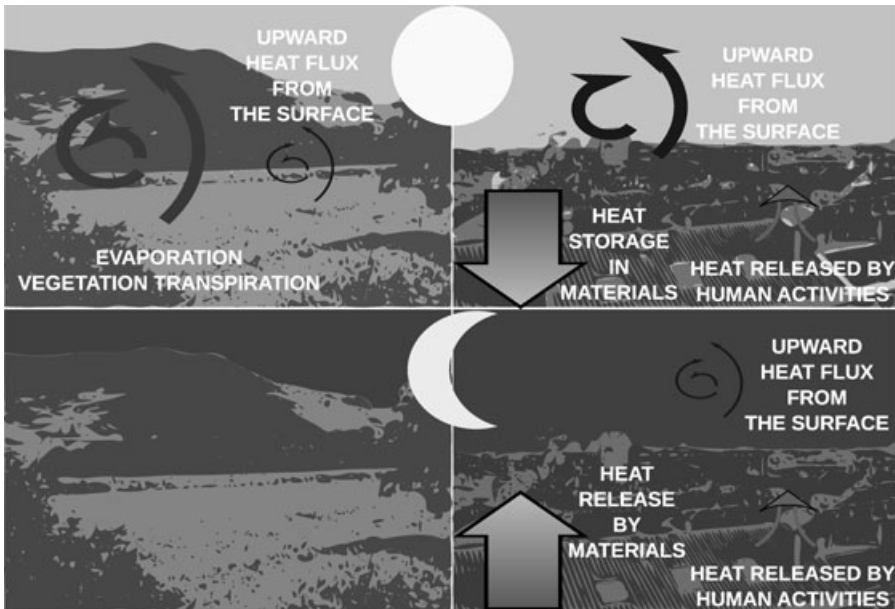 UPWARD
HEAT FLUX
FROM
THE SURFACE
EVAPORATION
VEGETATION TRANSPIRATION
UPWARD
HEAT FLUX
FROM
THE SURFACE
HEAT
STORAGE
IN
MATERIALS
HEAT RELEASED BY
HUMAN ACTIVITIES
UPWARD
HEAT FLUX
FROM
THE SURFACE
HEAT
RELEASE
BY
MATERIALS
HEAT RELEASED BY
HUMAN ACTIVITIES